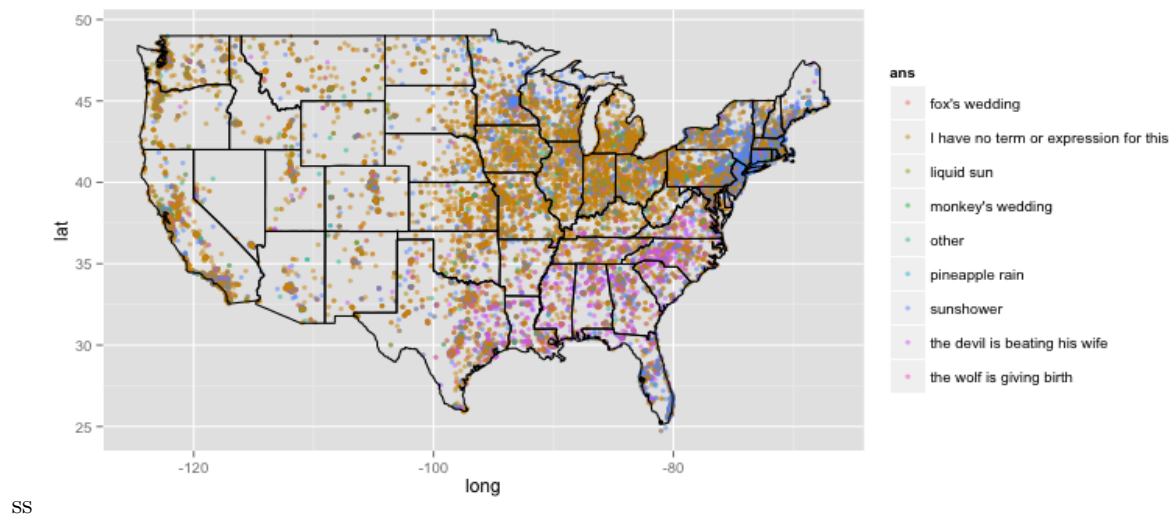 50
45
40
35
30
25
lat
-120
-100
-80
long
ans
fox's wedding
I have no term or expression for this
liquid sun
monkey's wedding
other
pineapple rain
sunshower
the devil is beating his wife
the wolf is giving birth
ss